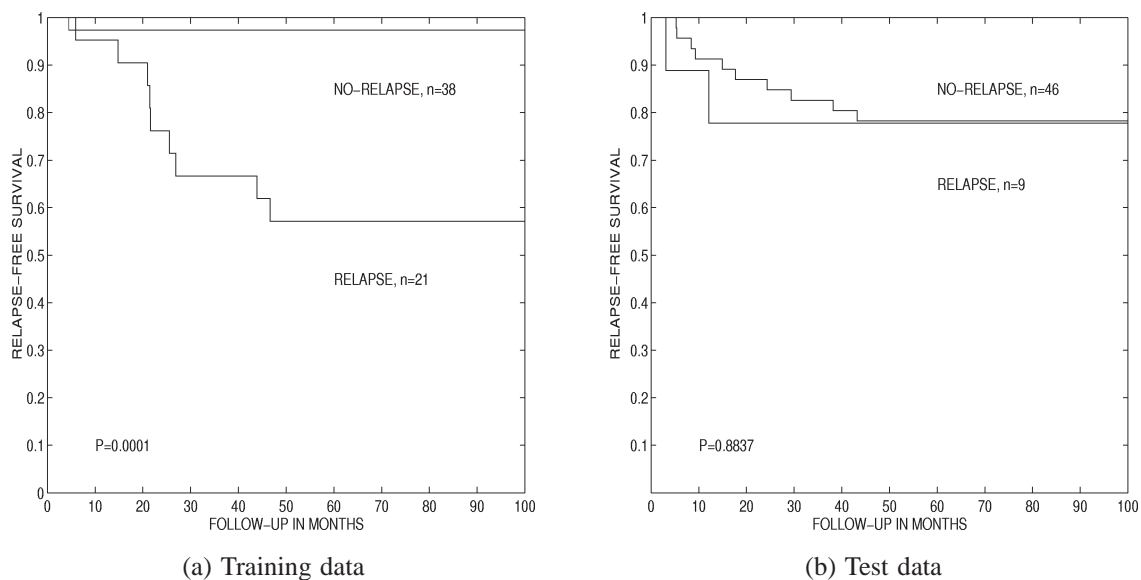 1
0.9
0.8
0.7
0.6
0.5
0.4
0.3
0.2
0.1
0
RELAPSE−FREE SURVIVAL
NO−RELAPSE, n=38
RELAPSE, n=21
P=0.0001
0 10 20 30 40 50 60 70 80 90 100
FOLLOW−UP IN MONTHS
(a) Training data
1
0.9
0.8
0.7
0.6
0.5
0.4
0.3
0.2
0.1
0
RELAPSE−FREE SURVIVAL
NO−RELAPSE, n=46
RELAPSE, n=9
P=0.8837
0 10 20 30 40 50 60 70 80 90 100
FOLLOW−UP IN MONTHS
(b) Test data